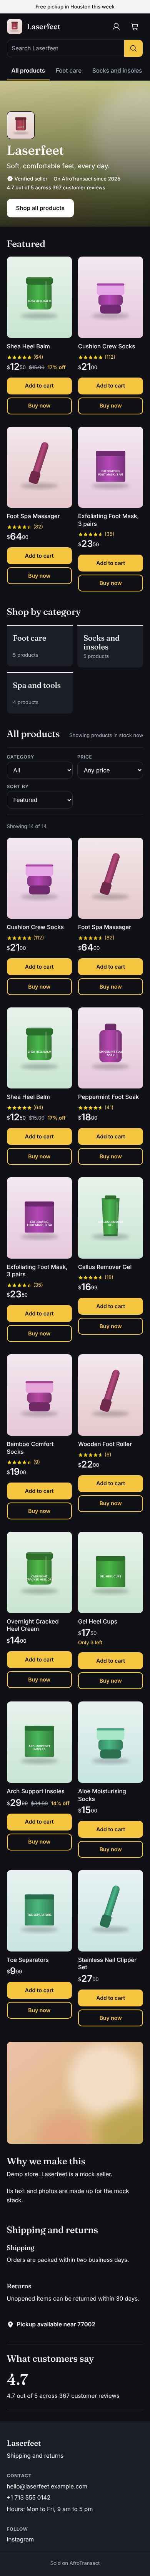 Free pickup in Houston this week
Laserfeet
Search Laserfeet
All products Foot care Socks and insoles
Laserfeet
Soft, comfortable feet, every day.
Verified seller On AfroTransact since 2025
4.7 out of 5 across 367 customer reviews
Shop all products
Featured
Shea Heel Balm
(64)
$12.50 $15.00 17% off
Add to cart
Buy now
Cushion Crew Socks
(112)
$21.00
Add to cart
Buy now
Foot Spa Massager
(82)
$64.00
Add to cart
Buy now
Exfoliating Foot Mask, 3 pairs
(35)
$23.50
Add to cart
Buy now
Shop by category
Foot care
5 products
Socks and insoles
5 products
Spa and tools
4 products
All products
Showing products in stock now
CATEGORY
All
PRICE
Any price
SORT BY
Featured
Showing 14 of 14
Cushion Crew Socks
(112)
$21.00
Add to cart
Buy now
Foot Spa Massager
(82)
$64.00
Add to cart
Buy now
Shea Heel Balm
(64)
$12.50 $15.00 17% off
Add to cart
Buy now
Peppermint Foot Soak
(41)
$18.00
Add to cart
Buy now
Exfoliating Foot Mask, 3 pairs
(35)
$23.50
Add to cart
Buy now
Callus Remover Gel
(18)
Add to cart
Buy now
Bamboo Comfort Socks
(9)
$19.00
Add to cart
Buy now
Wooden Foot Roller
$22.00
Add to cart
Buy now
Overnight Cracked Heel Cream
$14.00
Add to cart
Buy now
Gel Heel Cups
$17.50
Only 3 left
Add to cart
Buy now
Arch Support Insoles
$34.99 14% off
Add to cart
Buy now
Aloe Moisturising Socks
$15.00
Add to cart
Buy now
Toe Separators
Add to cart
Buy now
Stainless Nail Clipper Set
$27.00
Add to cart
Buy now
Why we make this
Demo store. Laserfeet is a mock seller.
Its text and photos are made up for the mock stack.
Shipping and returns
Shipping
Orders are packed within two business days.
Returns
Unopened items can be returned within 30 days.
Pickup available near 77002
What customers say
4.7
4.7 out of 5 across 367 customer reviews
Laserfeet
Shipping and returns
CONTACT
hello@laserfeet.example.com
+1 713 555 0142
Hours: Mon to Fri, 9 am to 5 pm
FOLLOW
Instagram
Sold on AfroTransact